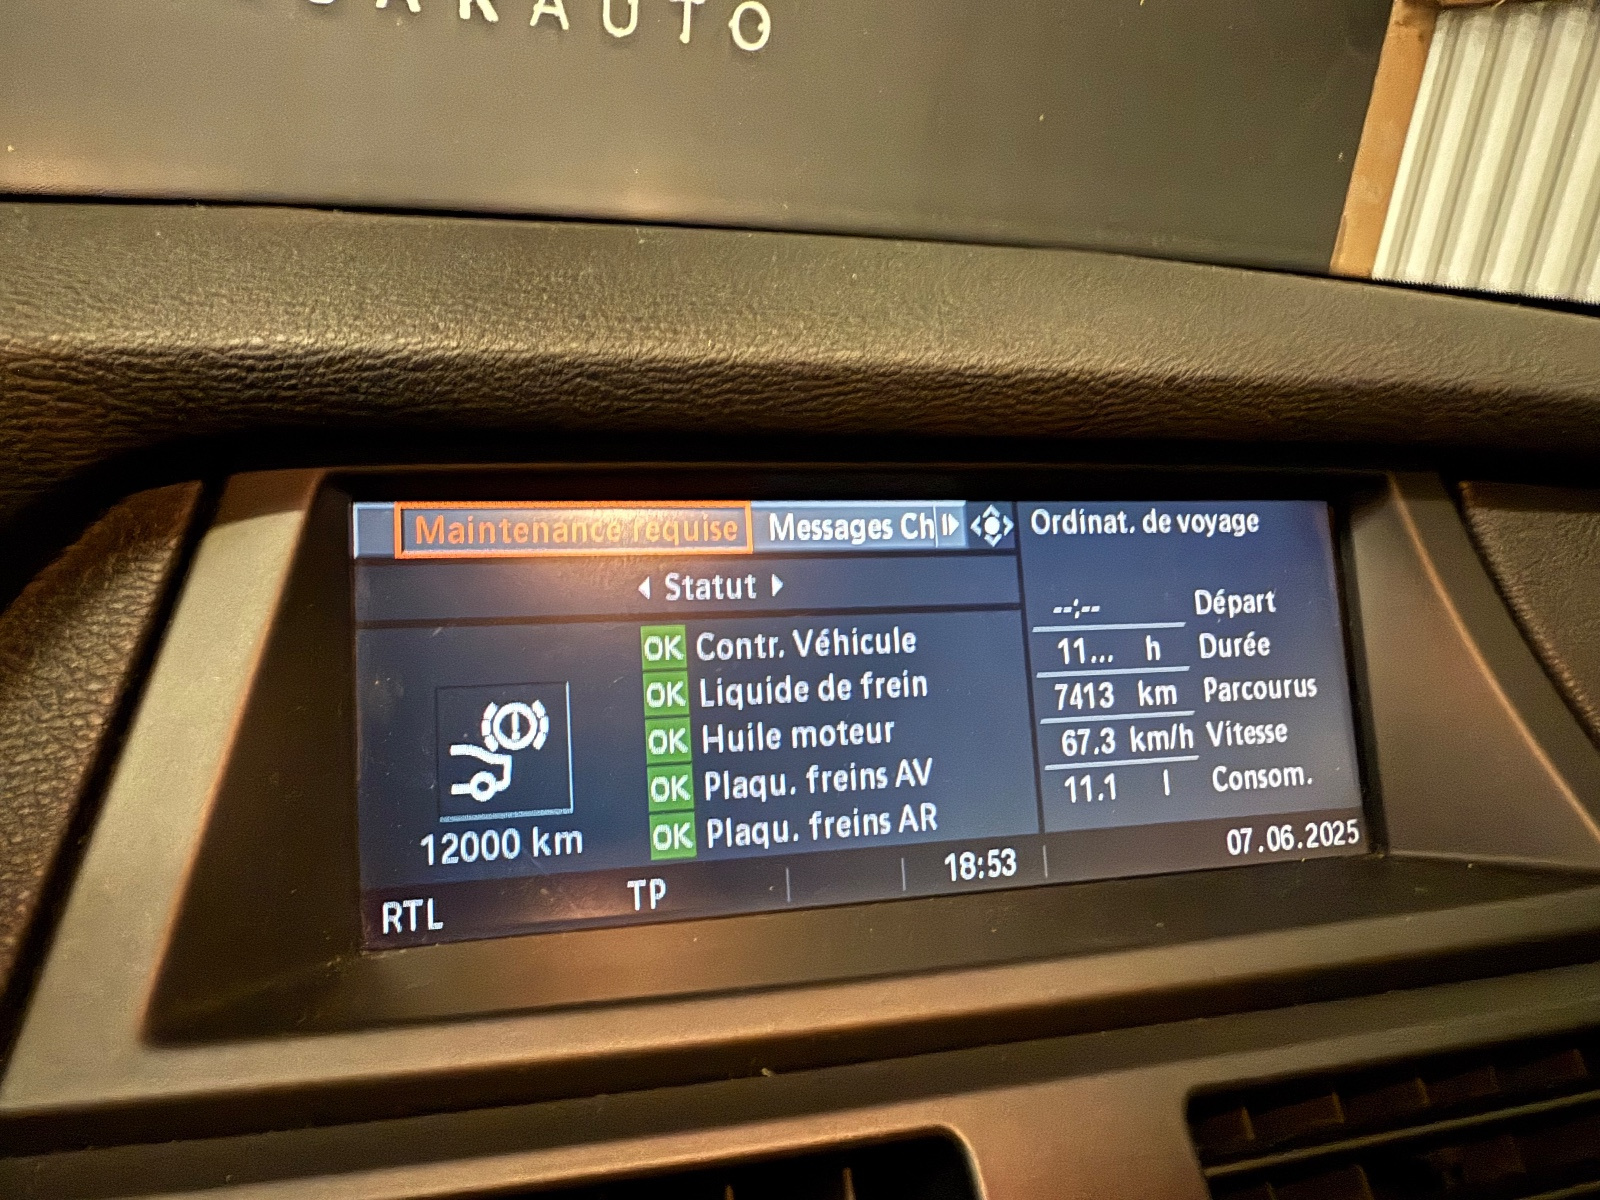 ARAUTO
Maintenance requise
Messages Ch
Statut
OK Contr. Véhicule
OK Liquide de frein
OK Huile moteur
OK Plaqu. freins AV
OK Plaqu. freins AR
12000 km
Ordinat. de voyage
--:-- Départ
11... h Durée
7413 km Parcourus
67.3 km/h Vitesse
11.1 l Consom.
RTL TP 18:53 07.06.2025